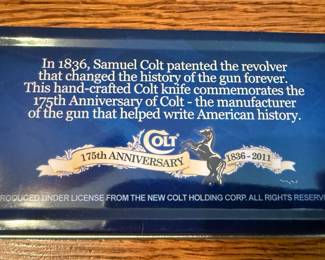 In 1836, Samuel Colt patented the revolver
that changed the history of the gun forever.
This hand-crafted Colt knife commemorates the
175th Anniversary of Colt - the manufacturer
of the gun that helped write American history.
COLT
175th ANNIVERSARY 1836-2011
RODUCED UNDER LICENSE FROM THE NEW COLT HOLDING CORP. ALL RIGHTS RESERVE